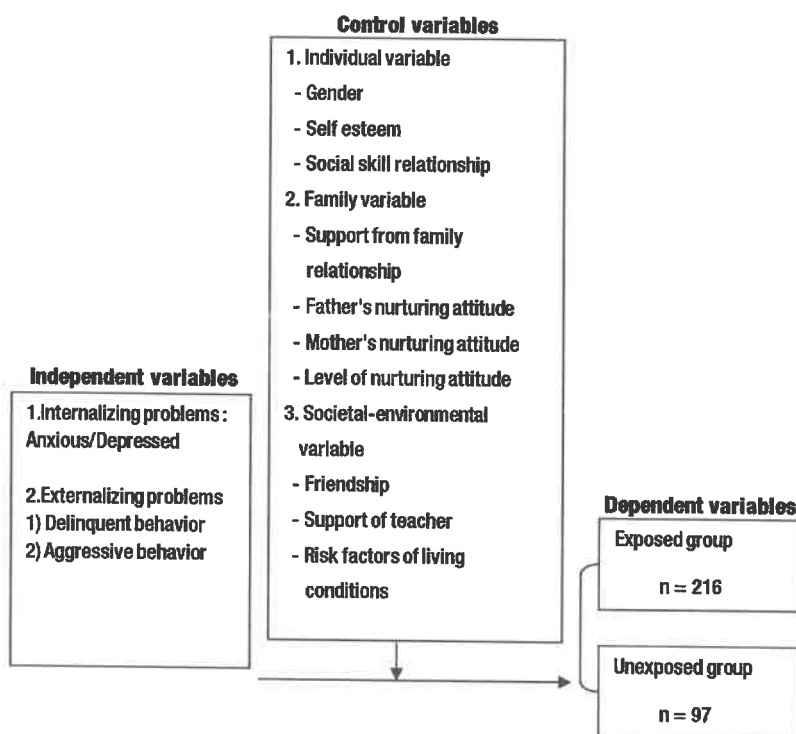 Control variables
1. Individual variable
- Gender
- Self esteem
- Social skill relationship
2. Family variable
- Support from family
relationship
- Father's nurturing attitude
- Mother's nurturing attitude
- Level of nurturing attitude
3. Societal-environmental
variable
- Friendship
- Support of teacher
- Risk factors of living
conditions
Independent variables
1.Internalizing problems :
Anxious/Depressed
2.Externalizing problems
1) Delinquent behavior
2) Aggressive behavior
Dependent variables
Exposed group
n = 216
Unexposed group
n = 97